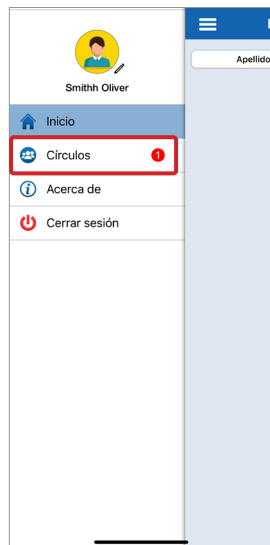 Smithh Oliver
Inicio
Círculos 1
Acerca de
Cerrar sesión
Apellido